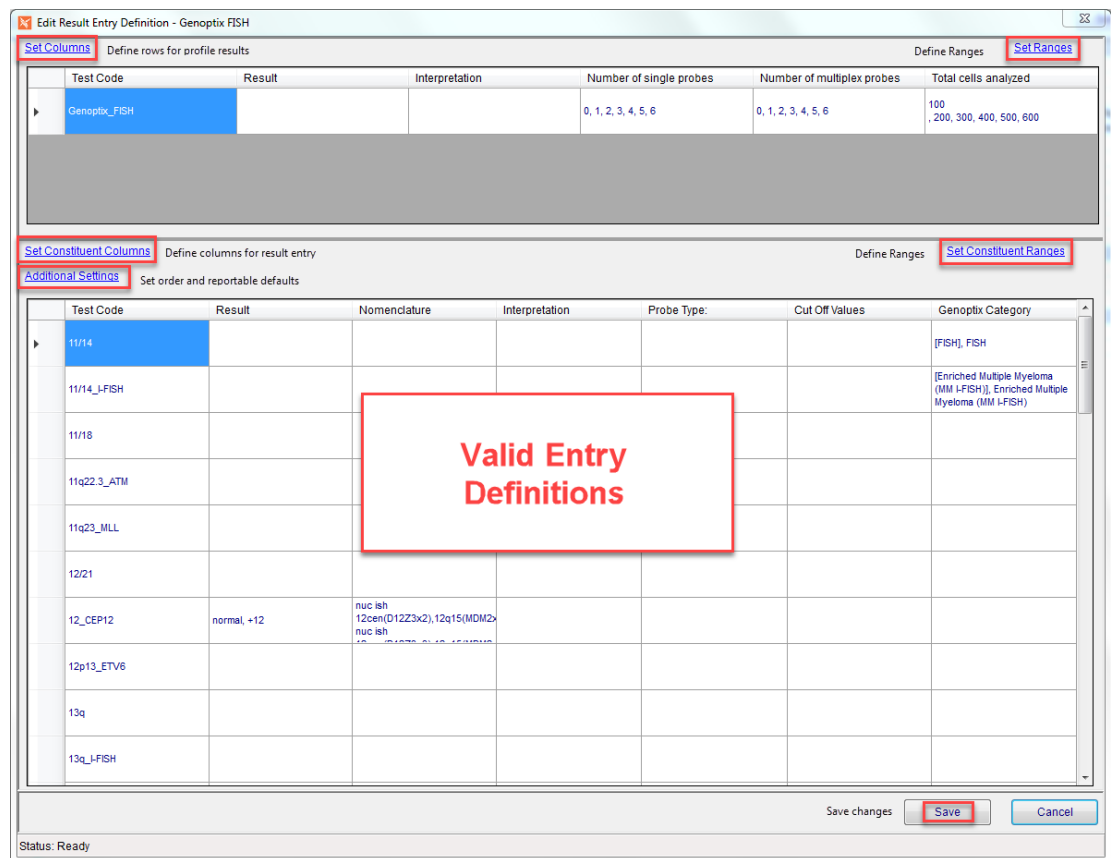 Edit Result Entry Definition - Genoptix FISH
Set Columns Define rows for profile results Define Ranges Set Ranges
Test Code Result Interpretation Number of single probes Number of multiplex probes Total cells analyzed
Genoptix_FISH 0, 1, 2, 3, 4, 5, 6 0, 1, 2, 3, 4, 5, 6 100
, 200, 300, 400, 500, 600
Set Constituent Columns Define columns for result entry Define Ranges Set Constituent Ranges
Additional Settings Set order and reportable defaults
Test Code Result Nomenclature Interpretation Probe Type: Cut Off Values Genoptix Category
11/14 [FISH], FISH
11/14_I-FISH [Enriched Multiple Myeloma
(MM I-FISH)], Enriched Multiple
Myeloma (MM I-FISH)
11/18
Valid Entry
Definitions
11q22.3_ATM
11q23_MLL
12/21
12_CEP12 normal, +12 nuc ish
12cen(D12Z3x2),12q15(MDM2x
nuc ish
12p13_ETV6
13q
13q_I-FISH
Save changes Save Cancel
Status: Ready